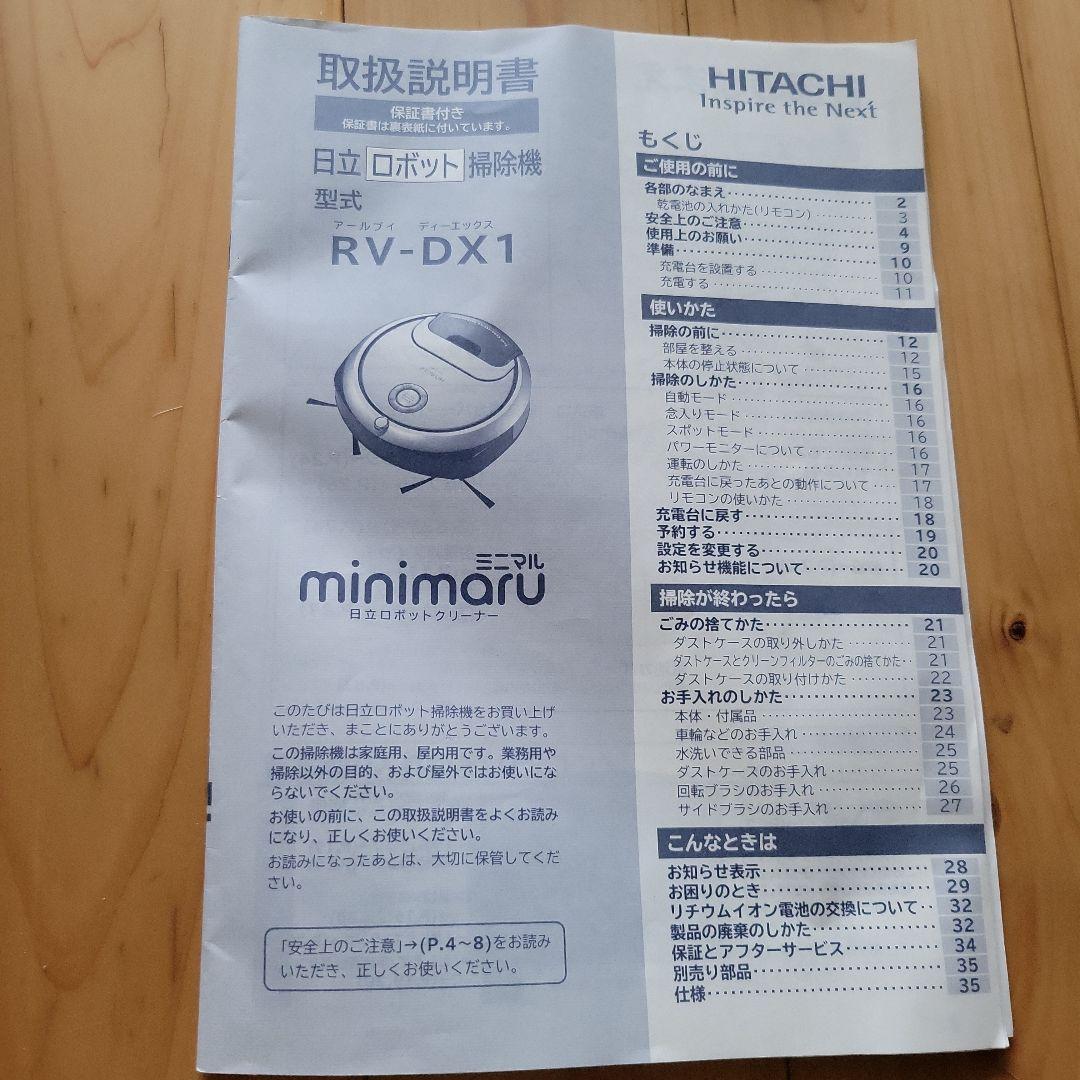 取扱説明書
保証書付き
保証書は裏表紙に付いています。
日立 ロボット 掃除機
型式
アールブイ ディーエックス
RV-DX1
ミニマル
minimaru
日立ロボットクリーナー
このたびは日立ロボット掃除機をお買い上げ
いただき、まことにありがとうございます。
この掃除機は家庭用、屋内用です。業務用や
掃除以外の目的、および屋外ではお使いにな
らないでください。
お使いの前に、この取扱説明書をよくお読み
になり、正しくお使いください。
お読みになったあとは、大切に保管してくだ
さい。
「安全上のご注意」→(P.4～8)をお読み
いただき、正しくお使いください。
HITACHI
Inspire the Next
もくじ
ご使用の前に
各部のなまえ 2
乾電池の入れかた(リモコン) 3
安全上のご注意 4
使用上のお願い 9
準備 10
充電台を設置する 10
充電する 11
使いかた
掃除の前に 12
部屋を整える 12
本体の停止状態について 15
掃除のしかた 16
自動モード 16
念入りモード 16
スポットモード 16
パワーモニターについて 16
運転のしかた 17
充電台に戻ったあとの動作について 17
リモコンの使いかた 18
充電台に戻す 18
予約する 19
設定を変更する 20
お知らせ機能について 20
掃除が終わったら
ごみの捨てかた 21
ダストケースの取り外しかた 21
ダストケースとクリーンフィルターのごみの捨てかた 21
ダストケースの取り付けかた 22
お手入れのしかた 23
本体・付属品 23
車輪などのお手入れ 24
水洗いできる部品 25
ダストケースのお手入れ 25
回転ブラシのお手入れ 26
サイドブラシのお手入れ 27
こんなときは
お知らせ表示 28
お困りのとき 29
リチウムイオン電池の交換について 32
製品の廃棄のしかた 32
保証とアフターサービス 34
別売り部品 35
仕様 35